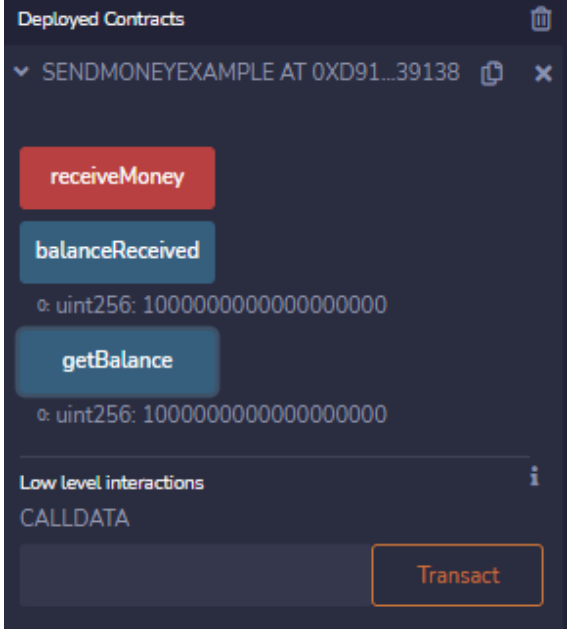 Deployed Contracts
SENDMONEYEXAMPLE AT 0XD91...39138
receiveMoney
balanceReceived
0: uint256: 1000000000000000000
getBalance
0: uint256: 1000000000000000000
Low level interactions
i
CALLDATA
Transact